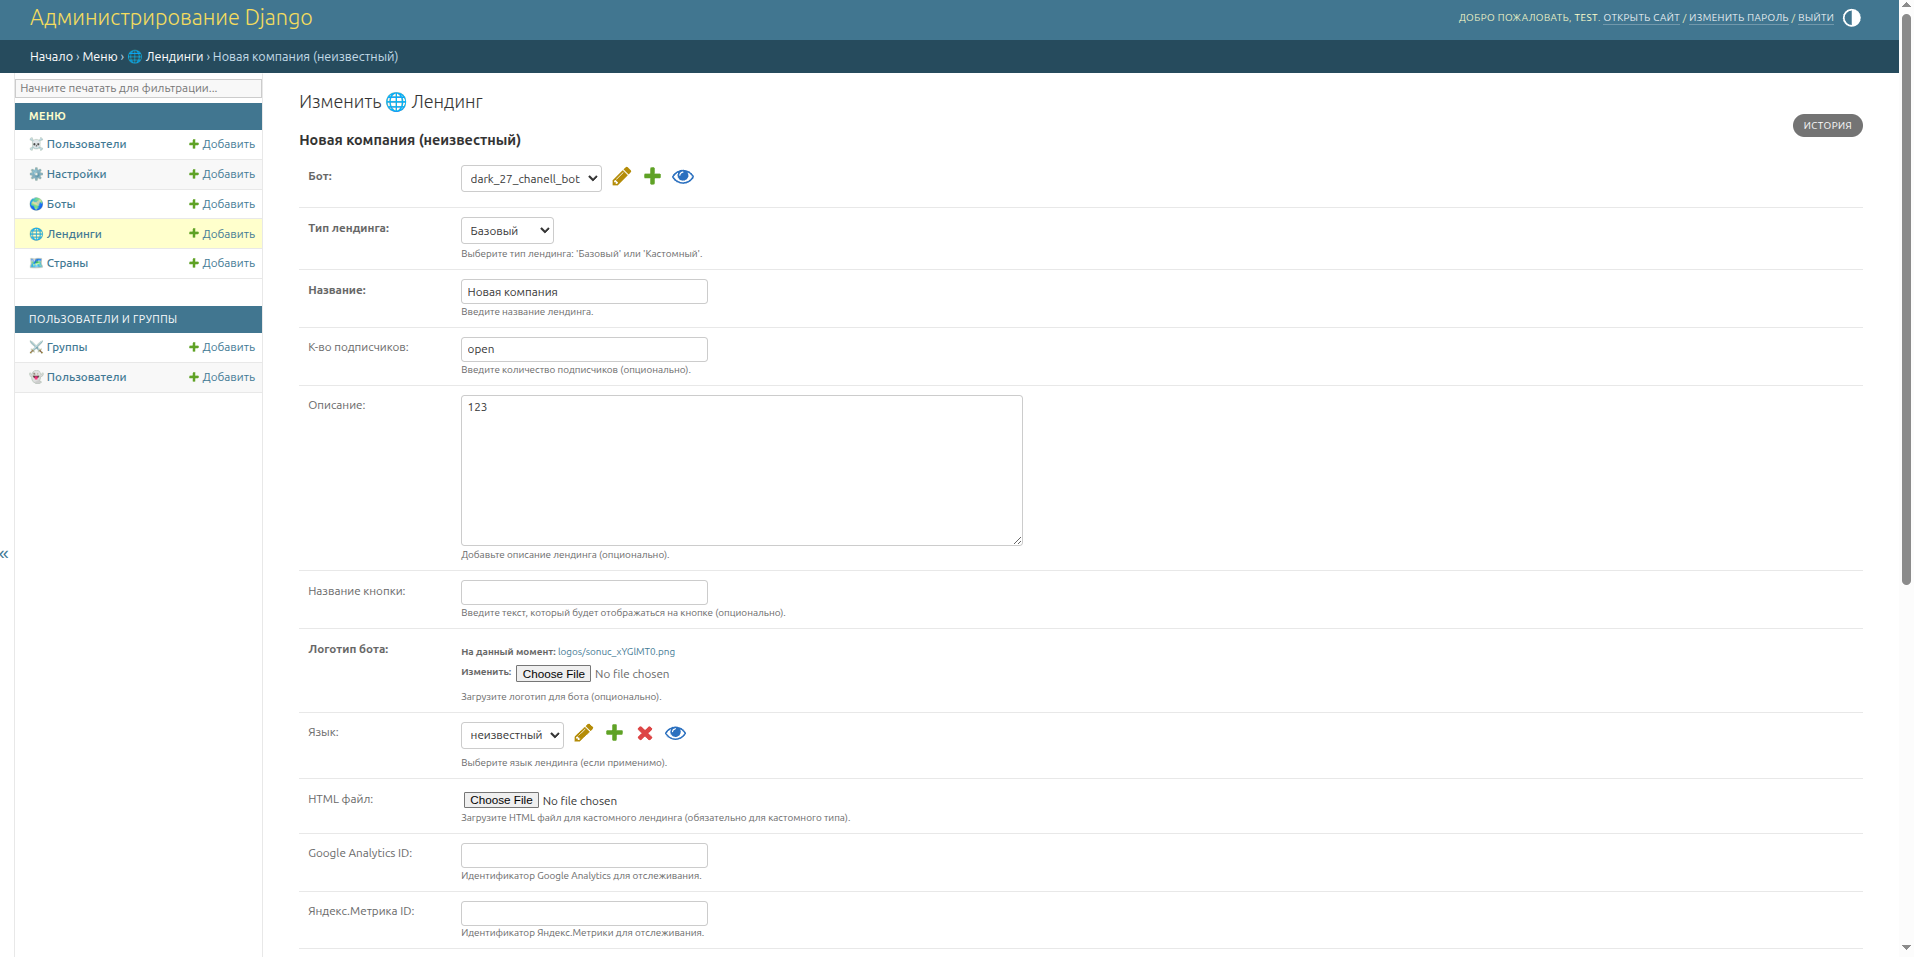 Администрирование Django
ДОБРО ПОЖАЛОВАТЬ, TEST. ОТКРЫТЬ САЙТ / ИЗМЕНИТЬ ПАРОЛЬ / ВЫЙТИ
Начало › Меню › 🌐 Лендинги › Новая компания (неизвестный)
Начните печатать для фильтрации...
МЕНЮ
Пользователи + Добавить
Настройки + Добавить
Боты + Добавить
Лендинги + Добавить
Страны + Добавить
ПОЛЬЗОВАТЕЛИ И ГРУППЫ
Группы + Добавить
Пользователи + Добавить
«
Изменить 🌐 Лендинг
ИСТОРИЯ
Новая компания (неизвестный)
Бот: dark_27_chanell_bot
Тип лендинга: Базовый
Выберите тип лендинга: 'Базовый' или 'Кастомный'.
Название: Новая компания
Введите название лендинга.
К-во подписчиков: open
Введите количество подписчиков (опционально).
Описание: 123
Добавьте описание лендинга (опционально).
Название кнопки:
Введите текст, который будет отображаться на кнопке (опционально).
Логотип бота: На данный момент: logos/sonuc_xYGlMT0.png
Изменить: Choose File No file chosen
Загрузите логотип для бота (опционально).
Язык: неизвестный
Выберите язык лендинга (если применимо).
HTML файл: Choose File No file chosen
Загрузите HTML файл для кастомного лендинга (обязательно для кастомного типа).
Google Analytics ID:
Идентификатор Google Analytics для отслеживания.
Яндекс.Метрика ID:
Идентификатор Яндекс.Метрики для отслеживания.